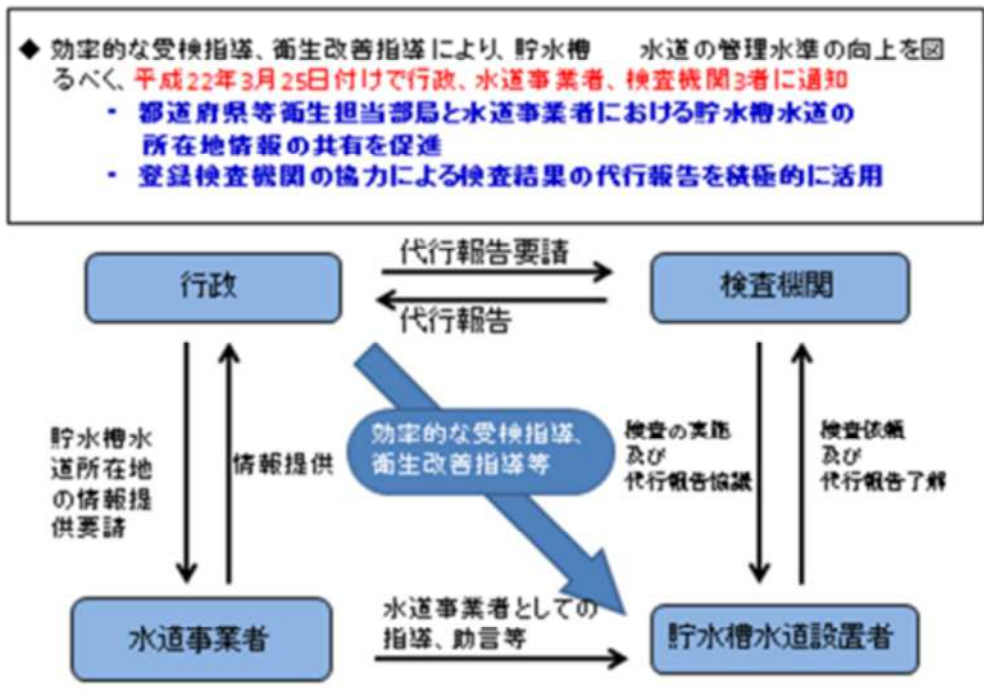 ◆ 効率的な受検指導、衛生改善指導により、貯水槽　　水道の管理水準の向上を図
るべく、平成22年3月25日付けで行政、水道事業者、検査機関3者に通知
・ 都道府県等衛生担当部局と水道事業者における貯水槽水道の
所在地情報の共有を促進
・ 登録検査機関の協力による検査結果の代行報告を積極的に活用
行政
代行報告要請
代行報告
検査機関
貯水槽水
道所在地
の情報提
供要請
情報提供
効率的な受検指導、
衛生改善指導等
検査の実施
及び
代行報告協議
検査依頼
及び
代行報告了解
水道事業者
水道事業者としての
指導、助言等
貯水槽水道設置者